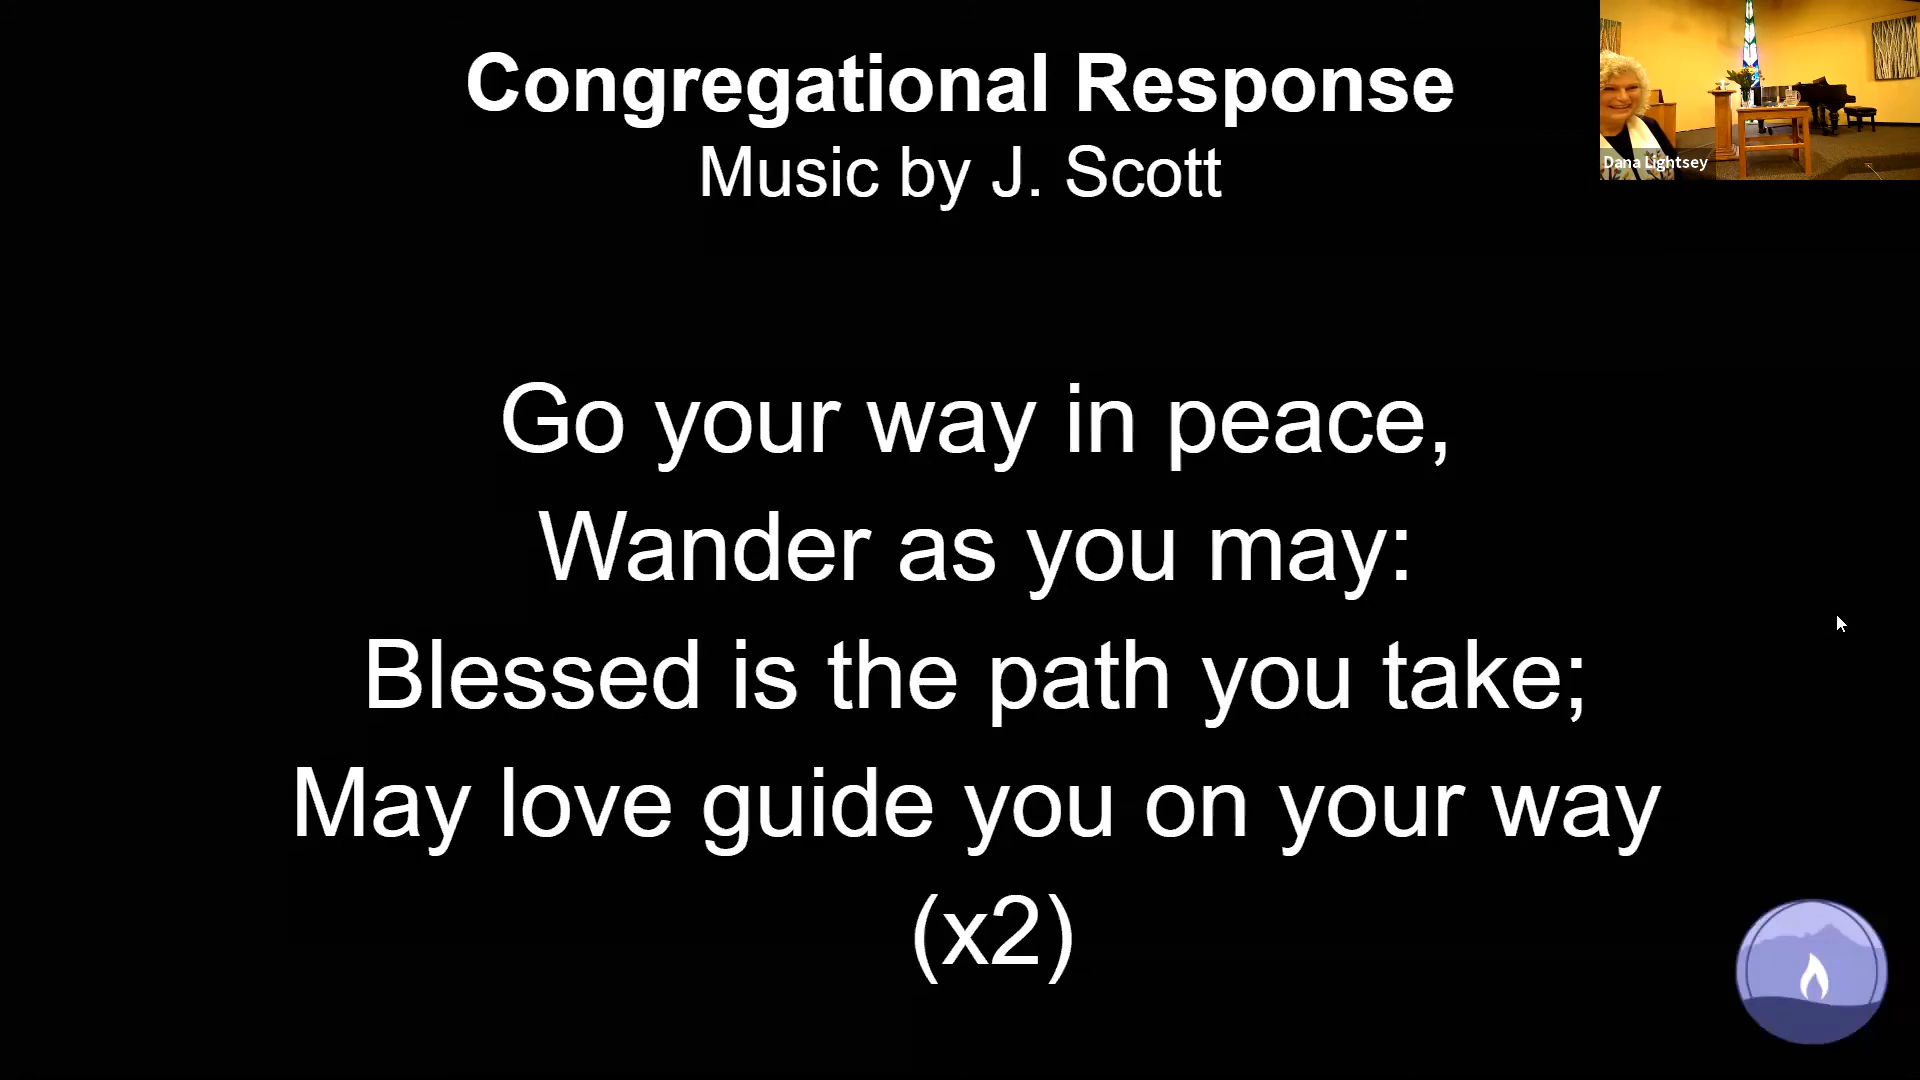 Congregational Response
Music by J. Scott
Dana Lightsey
Go your way in peace,
Wander as you may:
Blessed is the path you take;
May love guide you on your way
(x2)